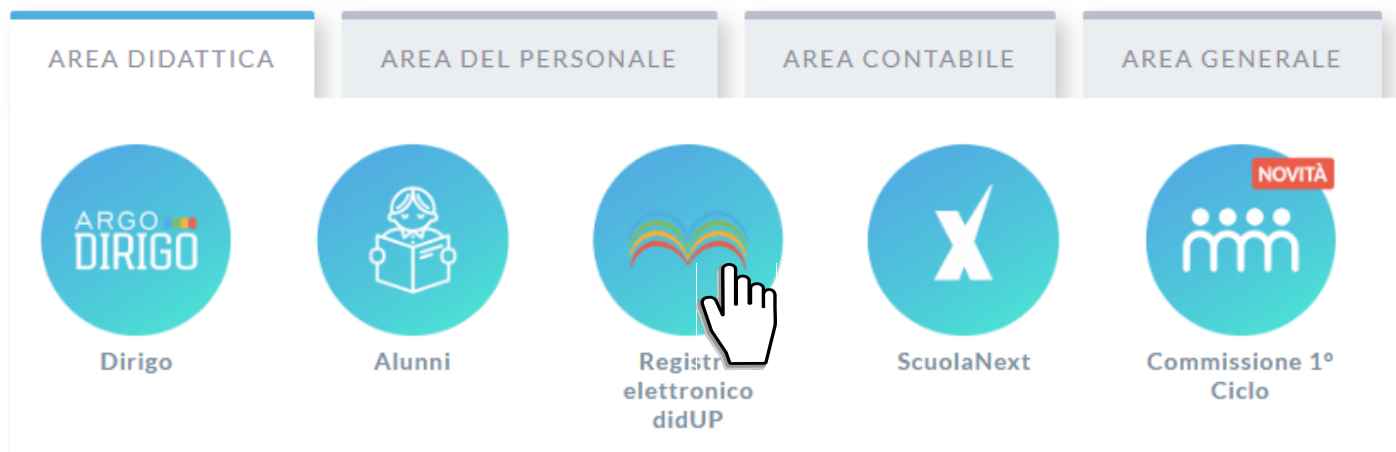 AREA DIDATTICA
AREA DEL PERSONALE
AREA CONTABILE
AREA GENERALE
NOVITÀ
ARGO
DIRIGO
Dirigo
Alunni
Registr
elettronico
didUP
ScuolaNext
Commissione 1°
Ciclo